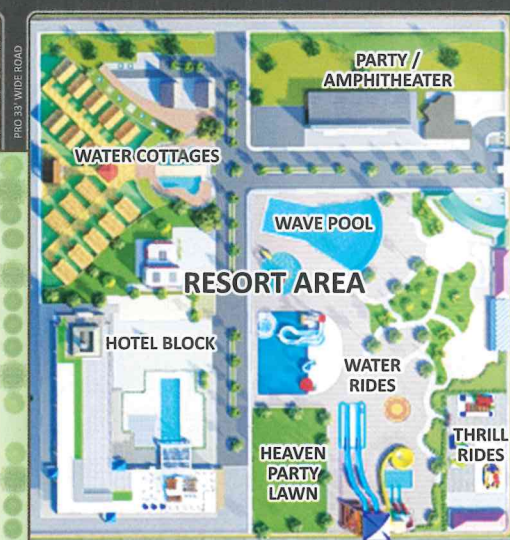 PRO 33' WIDE ROAD
PARTY /
AMPHITHEATER
WATER COTTAGES
WAVE POOL
RESORT AREA
HOTEL BLOCK
WATER
RIDES
THRILL
RIDES
HEAVEN
PARTY
LAWN